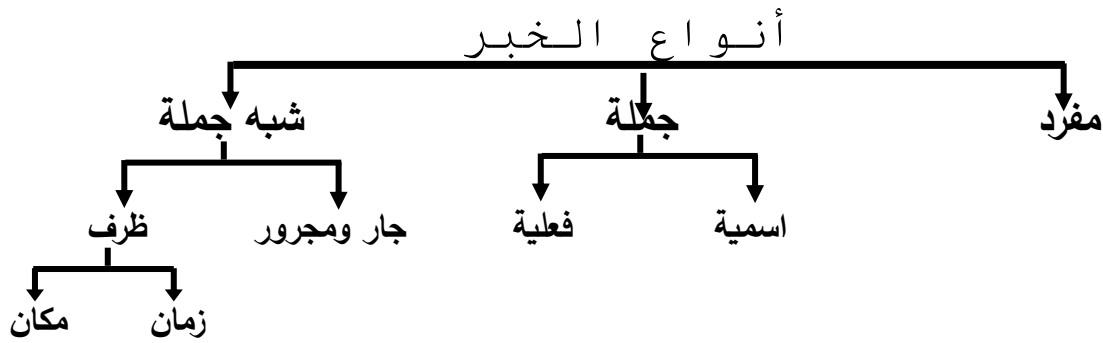 أنواع الخبر
مفرد جملة شبه جملة
اسمية فعلية جار ومجرور ظرف
زمان مكان